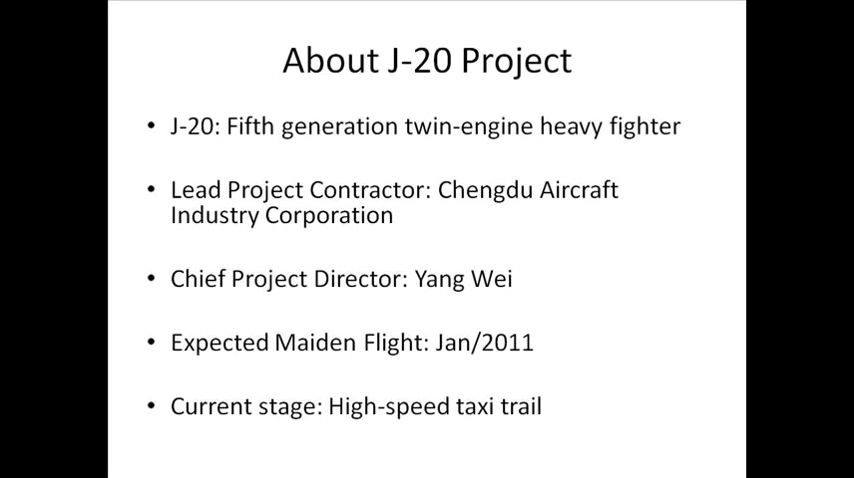 About J-20 Project
• J-20: Fifth generation twin-engine heavy fighter
• Lead Project Contractor: Chengdu Aircraft
Industry Corporation
• Chief Project Director: Yang Wei
• Expected Maiden Flight: Jan/2011
• Current stage: High-speed taxi trail